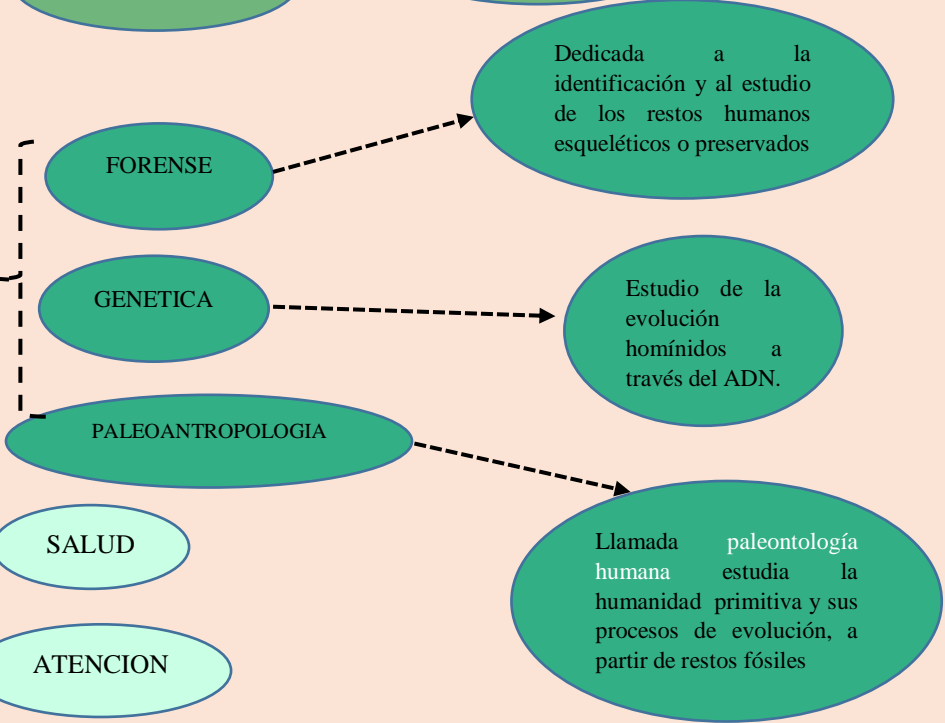 Dedicada a la
identificación y al estudio
de los restos humanos
esqueléticos o preservados
FORENSE
GENETICA
Estudio de la
evolución
homínidos a
través del ADN.
PALEOANTROPOLOGIA
Llamada paleontología
humana estudia la
humanidad primitiva y sus
procesos de evolución, a
partir de restos fósiles
SALUD
ATENCION